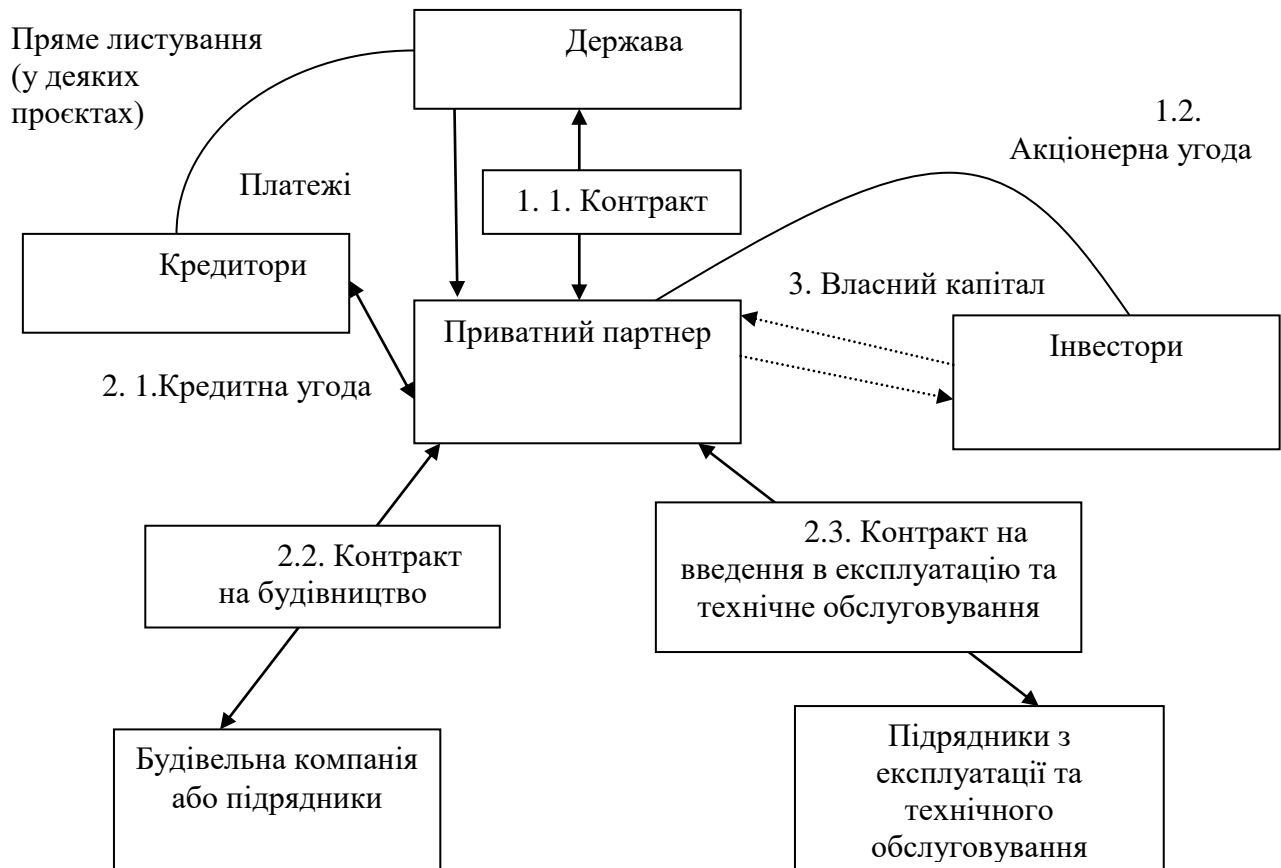 Пряме листування
(у деяких
проєктах)
Держава
1.2.
Акціонерна угода
Платежі
1. 1. Контракт
Кредитори
3. Власний капітал
Приватний партнер
Інвестори
2. 1.Кредитна угода
2.2. Контракт
на будівництво
2.3. Контракт на
введення в експлуатацію та
технічне обслуговування
Будівельна компанія
або підрядники
Підрядники з
експлуатації та
технічного
обслуговування